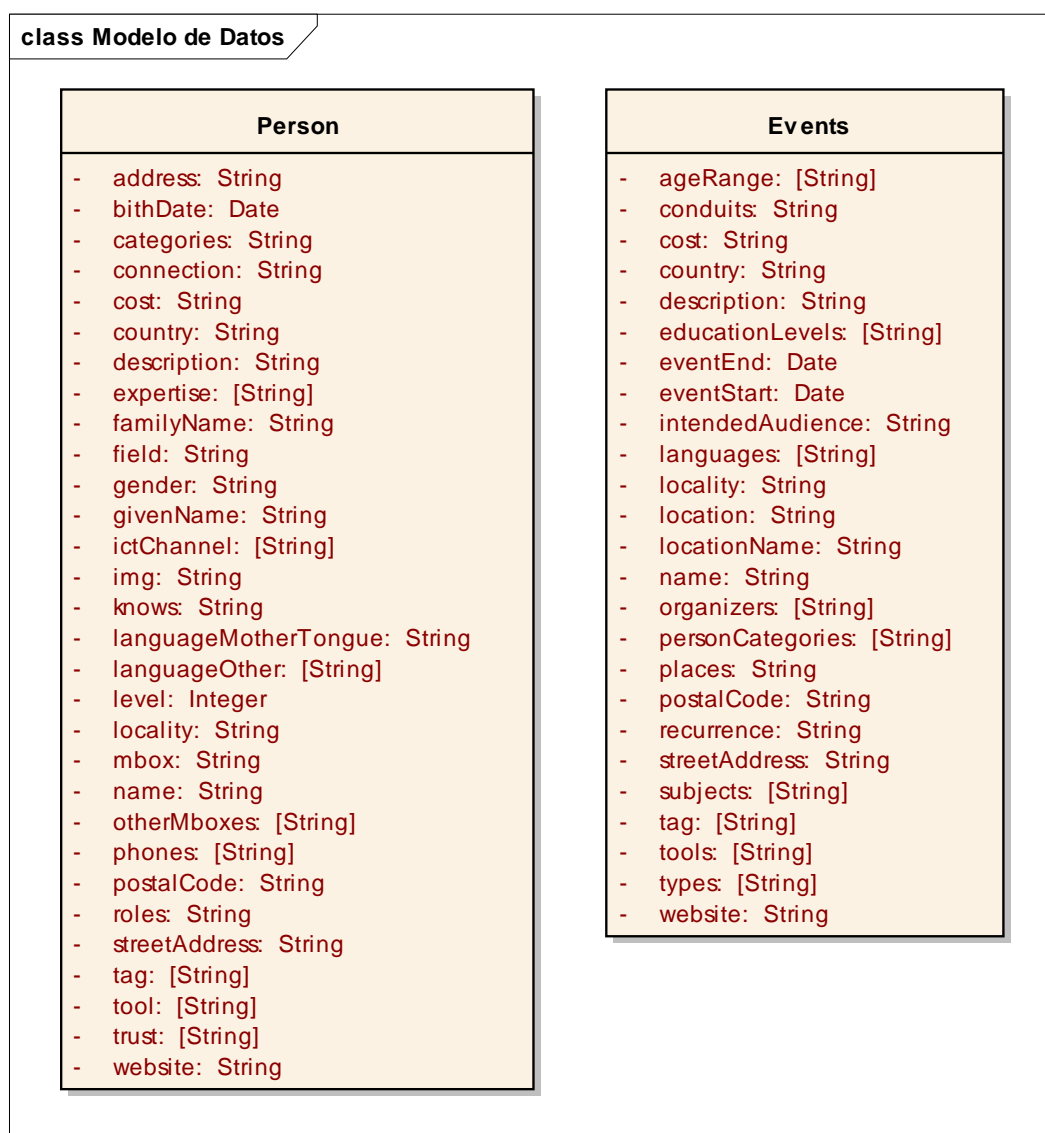 class Modelo de Datos
Person
- address: String
- bithDate: Date
- categories: String
- connection: String
- cost: String
- country: String
- description: String
- expertise: [String]
- familyName: String
- field: String
- gender: String
- givenName: String
- ictChannel: [String]
- img: String
- knows: String
- languageMotherTongue: String
- languageOther: [String]
- level: Integer
- locality: String
- mbox: String
- name: String
- otherMboxes: [String]
- phones: [String]
- postalCode: String
- roles: String
- streetAddress: String
- tag: [String]
- tool: [String]
- trust: [String]
- website: String
Events
- ageRange: [String]
- conduits: String
- cost: String
- country: String
- description: String
- educationLevels: [String]
- eventEnd: Date
- eventStart: Date
- intendedAudience: String
- languages: [String]
- locality: String
- location: String
- locationName: String
- name: String
- organizers: [String]
- personCategories: [String]
- places: String
- postalCode: String
- recurrence: String
- streetAddress: String
- subjects: [String]
- tag: [String]
- tools: [String]
- types: [String]
- website: String